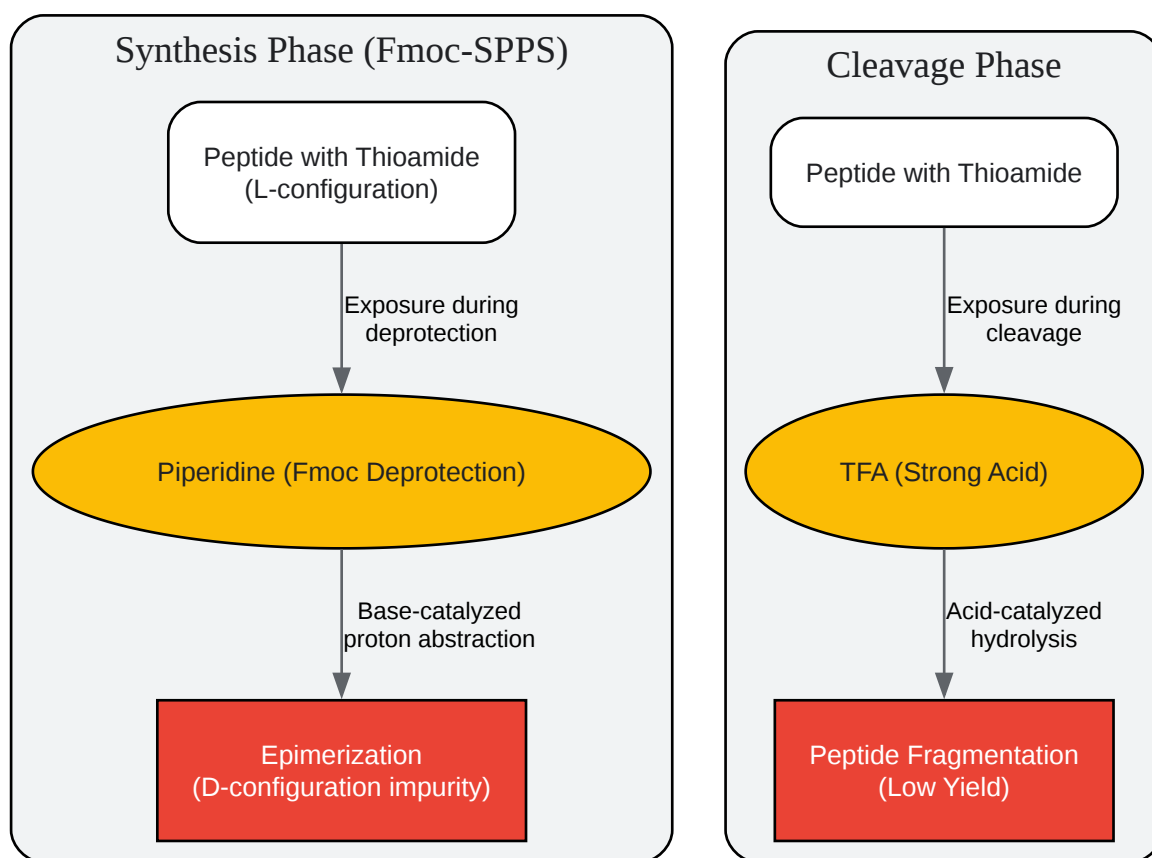 Synthesis Phase (Fmoc-SPPS)
Peptide with Thioamide
(L-configuration)
Exposure during
deprotection
Piperidine (Fmoc Deprotection)
Base-catalyzed
proton abstraction
Epimerization
(D-configuration impurity)
Cleavage Phase
Peptide with Thioamide
Exposure during
cleavage
TFA (Strong Acid)
Acid-catalyzed
hydrolysis
Peptide Fragmentation
(Low Yield)